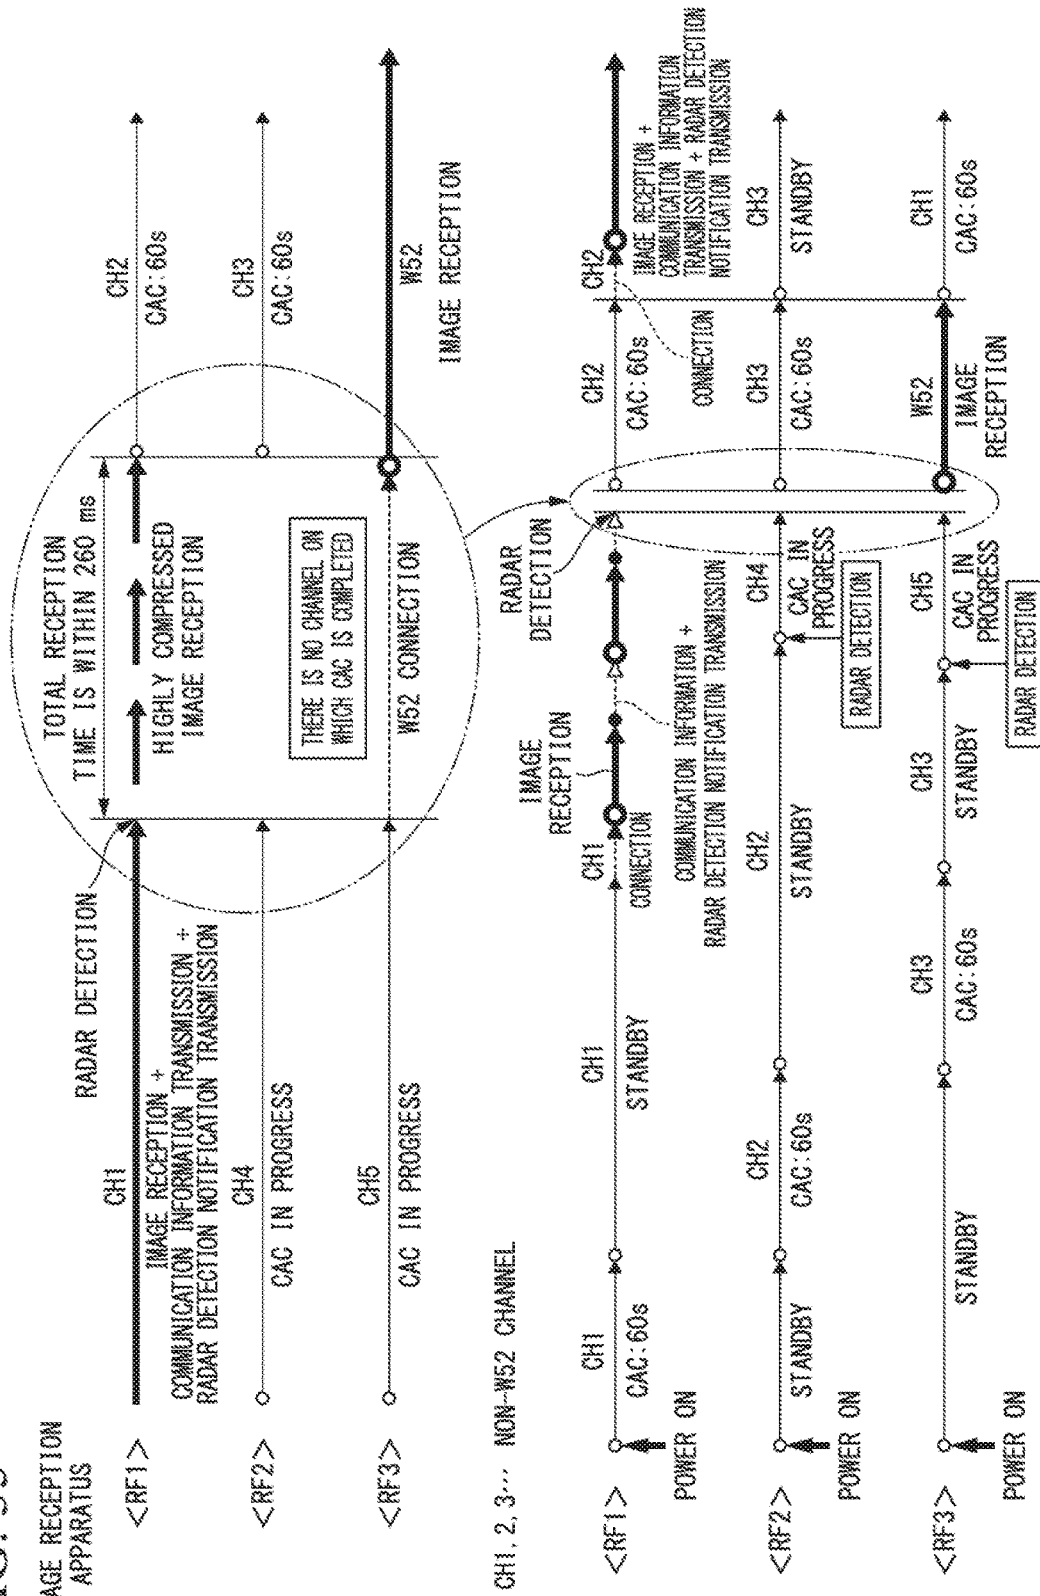 APPARATUS
<RF1>
CH1
IMAGE RECEPTION +
COMMUNICATION INFORMATION TRANSMISSION +
RADAR DETECTION NOTIFICATION TRANSMISSION
RADAR DETECTION
TOTAL RECEPTION
TIME IS WITHIN 260 ms
HIGHLY COMPRESSED
IMAGE RECEPTION
CH2
CAC:60s
<RF2>
CH4
CAC IN PROGRESS
THERE IS NO CHANNEL ON
WHICH CAC IS COMPLETED
CH3
CAC:60s
<RF3>
CH5
CAC IN PROGRESS
W52 CONNECTION
W52
IMAGE RECEPTION
CH1, 2, 3··· NON-W52 CHANNEL
<RF1>
POWER ON
CH1
CAC:60s
CH1
STANDBY
CH1
CONNECTION
IMAGE
RECEPTION
COMMUNICATION INFORMATION +
RADAR DETECTION NOTIFICATION TRANSMISSION
RADAR
DETECTION
CH2
CAC:60s
CONNECTION
CH2
IMAGE RECEPTION +
COMMUNICATION INFORMATION
TRANSMISSION + RADAR DETECTION
NOTIFICATION TRANSMISSION
<RF2>
POWER ON
STANDBY
CH2
CAC:60s
CH2
STANDBY
CH4
CAC IN
PROGRESS
RADAR DETECTION
CH3
CAC:60s
CH3
STANDBY
<RF3>
POWER ON
STANDBY
CH3
CAC:60s
CH3
STANDBY
CH5
CAC IN
PROGRESS
RADAR DETECTION
W52
IMAGE
RECEPTION
CH1
CAC:60s